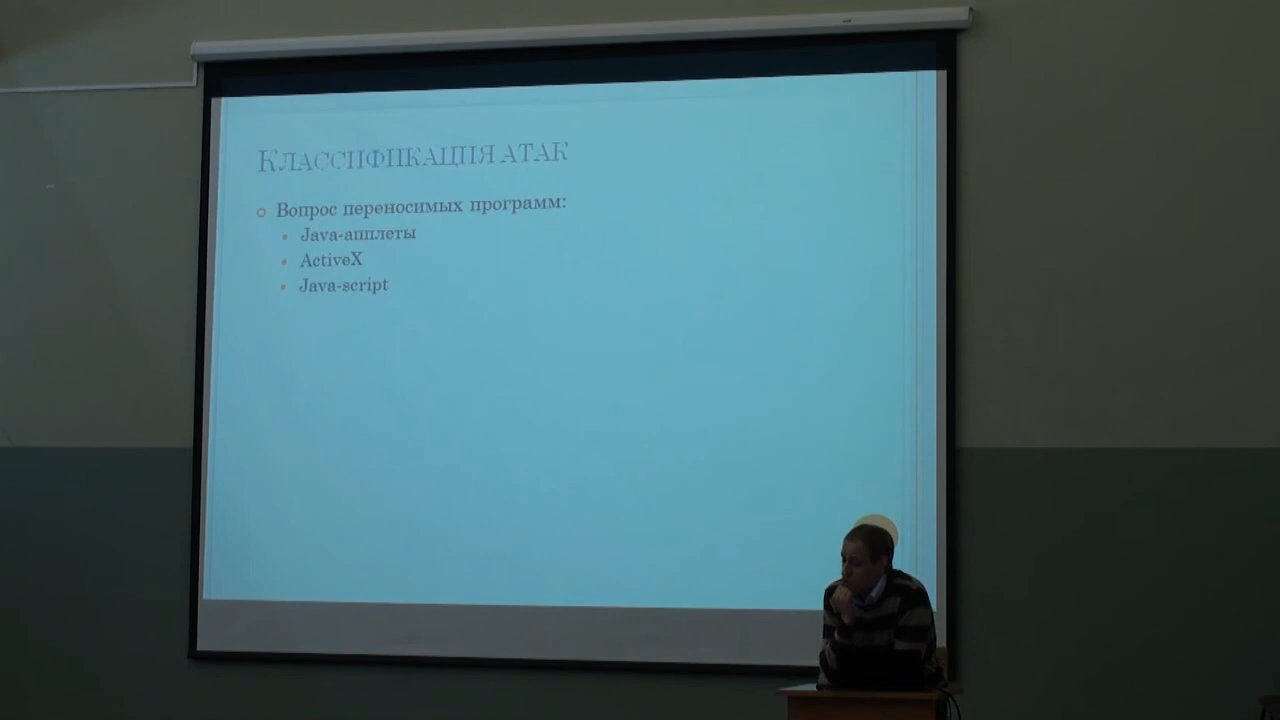 КЛАССИФИКАЦИЯ АТАК
Вопрос переносимых программ:
Java-апплеты
ActiveX
Java-script